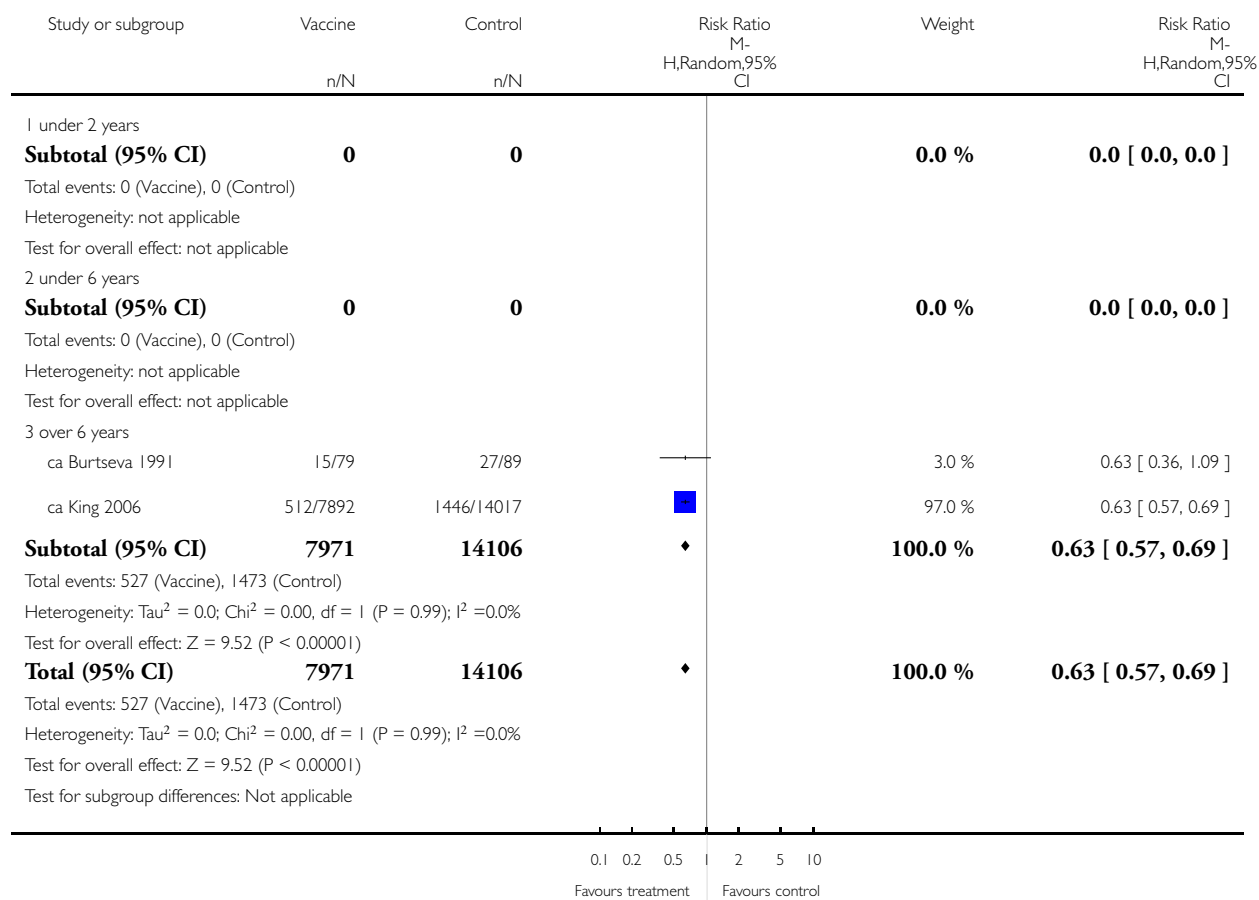 Study or subgroup Vaccine Control Risk Ratio Weight Risk Ratio
M- M-
H,Random,95% H,Random,95%
n/N n/N CI CI
1 under 2 years
Subtotal (95% CI) 0 0 0.0 % 0.0 [ 0.0, 0.0 ]
Total events: 0 (Vaccine), 0 (Control)
Heterogeneity: not applicable
Test for overall effect: not applicable
2 under 6 years
Subtotal (95% CI) 0 0 0.0 % 0.0 [ 0.0, 0.0 ]
Total events: 0 (Vaccine), 0 (Control)
Heterogeneity: not applicable
Test for overall effect: not applicable
3 over 6 years
ca Burtseva 1991 15/79 27/89 3.0 % 0.63 [ 0.36, 1.09 ]
ca King 2006 512/7892 1446/14017 97.0 % 0.63 [ 0.57, 0.69 ]
Subtotal (95% CI) 7971 14106 100.0 % 0.63 [ 0.57, 0.69 ]
Total events: 527 (Vaccine), 1473 (Control)
Heterogeneity: Tau² = 0.0; Chi² = 0.00, df = 1 (P = 0.99); I² =0.0%
Test for overall effect: Z = 9.52 (P < 0.00001)
Total (95% CI) 7971 14106 100.0 % 0.63 [ 0.57, 0.69 ]
Total events: 527 (Vaccine), 1473 (Control)
Heterogeneity: Tau² = 0.0; Chi² = 0.00, df = 1 (P = 0.99); I² =0.0%
Test for overall effect: Z = 9.52 (P < 0.00001)
Test for subgroup differences: Not applicable
0.1 0.2 0.5 1 2 5 10
Favours treatment Favours control